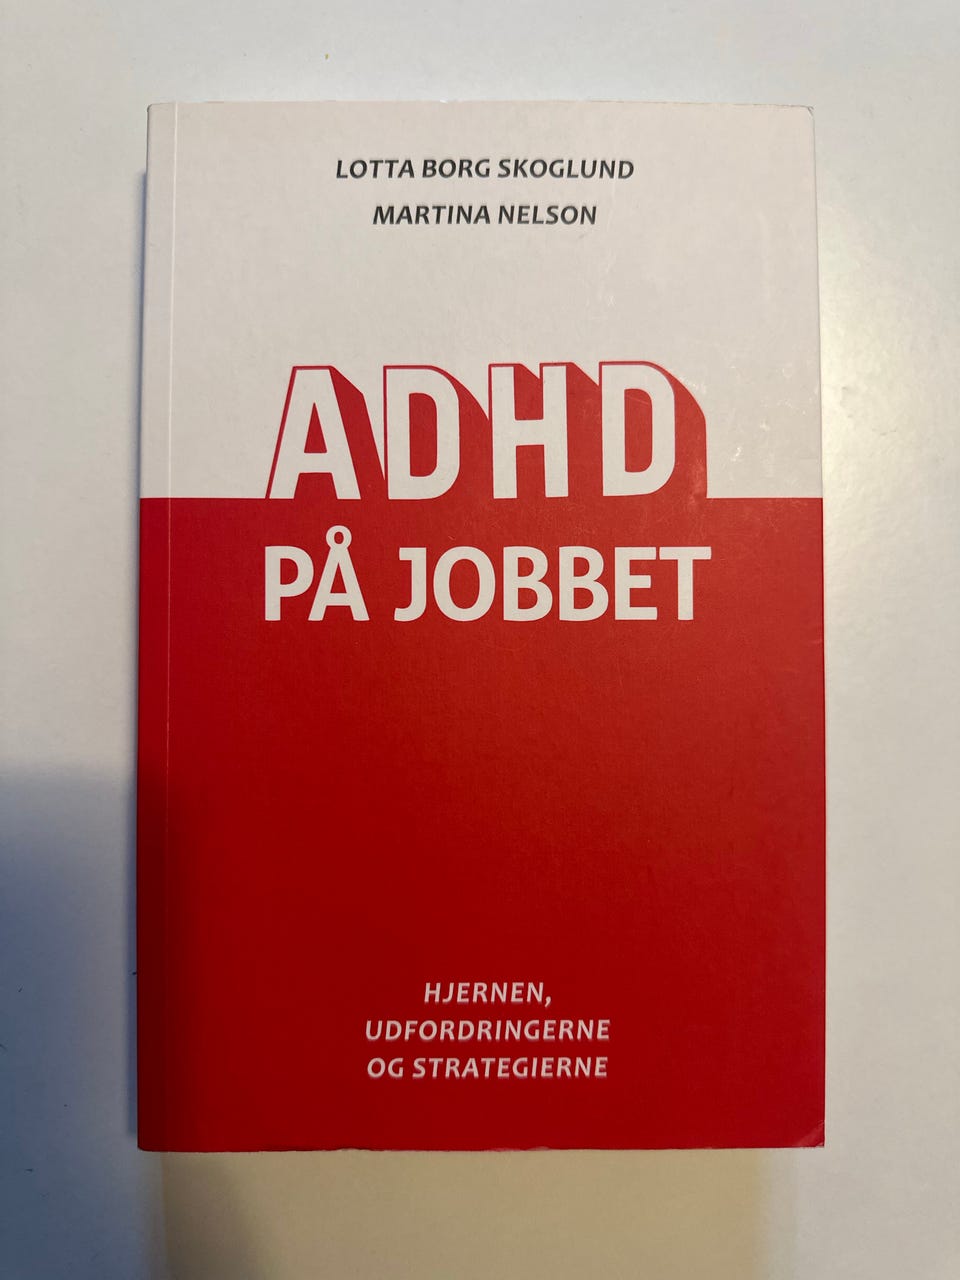 LOTTA BORG SKOGLUND
MARTINA NELSON
ADHD
PÅ JOBBET
HJERNEN,
UDFORDRINGERNE
OG STRATEGIERNE